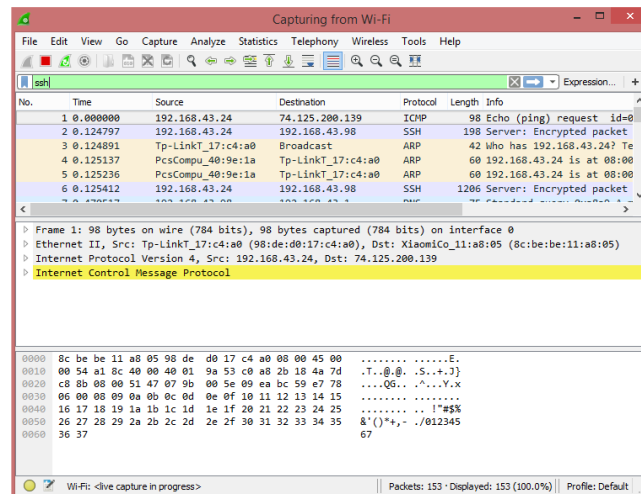 Capturing from Wi-Fi
File Edit View Go Capture Analyze Statistics Telephony Wireless Tools Help
ssh Expression... +
No. Time Source Destination Protocol Length Info
1 0.000000 192.168.43.24 74.125.200.139 ICMP 98 Echo (ping) request id=0
2 0.124797 192.168.43.24 192.168.43.98 SSH 198 Server: Encrypted packet
3 0.124891 Tp-LinkT_17:c4:a0 Broadcast ARP 42 Who has 192.168.43.24? Te
4 0.125137 PcsCompu_40:9e:1a Tp-LinkT_17:c4:a0 ARP 60 192.168.43.24 is at 08:00
5 0.125236 PcsCompu_40:9e:1a Tp-LinkT_17:c4:a0 ARP 60 192.168.43.24 is at 08:00
6 0.125412 192.168.43.24 192.168.43.98 SSH 1206 Server: Encrypted packet
Frame 1: 98 bytes on wire (784 bits), 98 bytes captured (784 bits) on interface 0
Ethernet II, Src: Tp-LinkT_17:c4:a0 (98:de:d0:17:c4:a0), Dst: XiaomiCo_11:a8:05 (8c:be:be:11:a8:05)
Internet Protocol Version 4, Src: 192.168.43.24, Dst: 74.125.200.139
Internet Control Message Protocol
0000 8c be be 11 a8 05 98 de d0 17 c4 a0 08 00 45 00 ........ ......E.
0010 00 54 a1 8c 40 00 40 01 9a 53 c0 a8 2b 18 4a 7d .T..@.@. .S..+.J}
0020 c8 8b 08 00 51 47 07 9b 00 5e 09 ea bc 59 e7 78 ....QG.. .^...Y.x
0030 06 00 08 09 0a 0b 0c 0d 0e 0f 10 11 12 13 14 15 ........ ........
0040 16 17 18 19 1a 1b 1c 1d 1e 1f 20 21 22 23 24 25 ........ .. !"#$%
0050 26 27 28 29 2a 2b 2c 2d 2e 2f 30 31 32 33 34 35 &'()*+,- ./012345
0060 36 37 67
Wi-Fi: <live capture in progress> Packets: 153 · Displayed: 153 (100.0%) Profile: Default